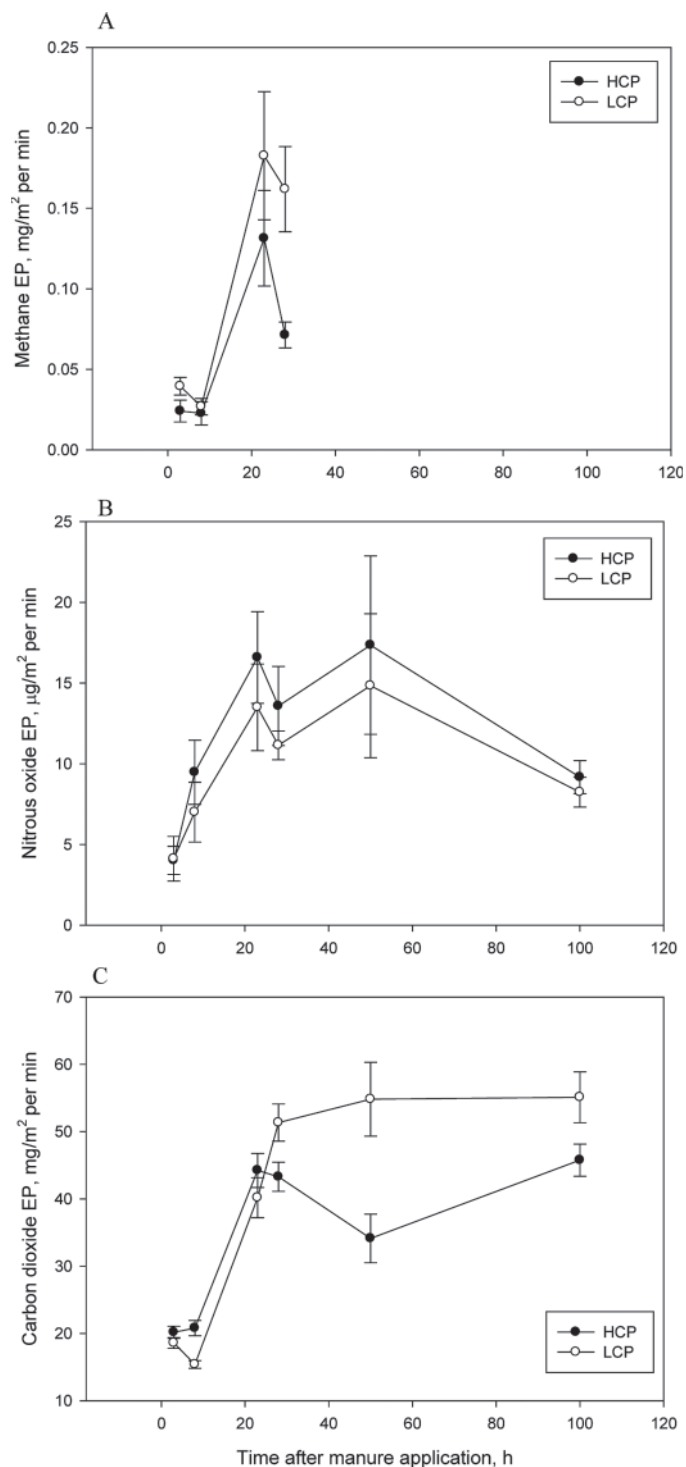 A
0.25
0.20
0.15
0.10
0.05
0.00
Methane EP, mg/m² per min
HCP
LCP
0 20 40 60 80 100 120
B
25
20
15
10
5
0
Nitrous oxide EP, µg/m² per min
HCP
LCP
0 20 40 60 80 100 120
C
70
60
50
40
30
20
10
Carbon dioxide EP, mg/m² per min
HCP
LCP
0 20 40 60 80 100 120
Time after manure application, h